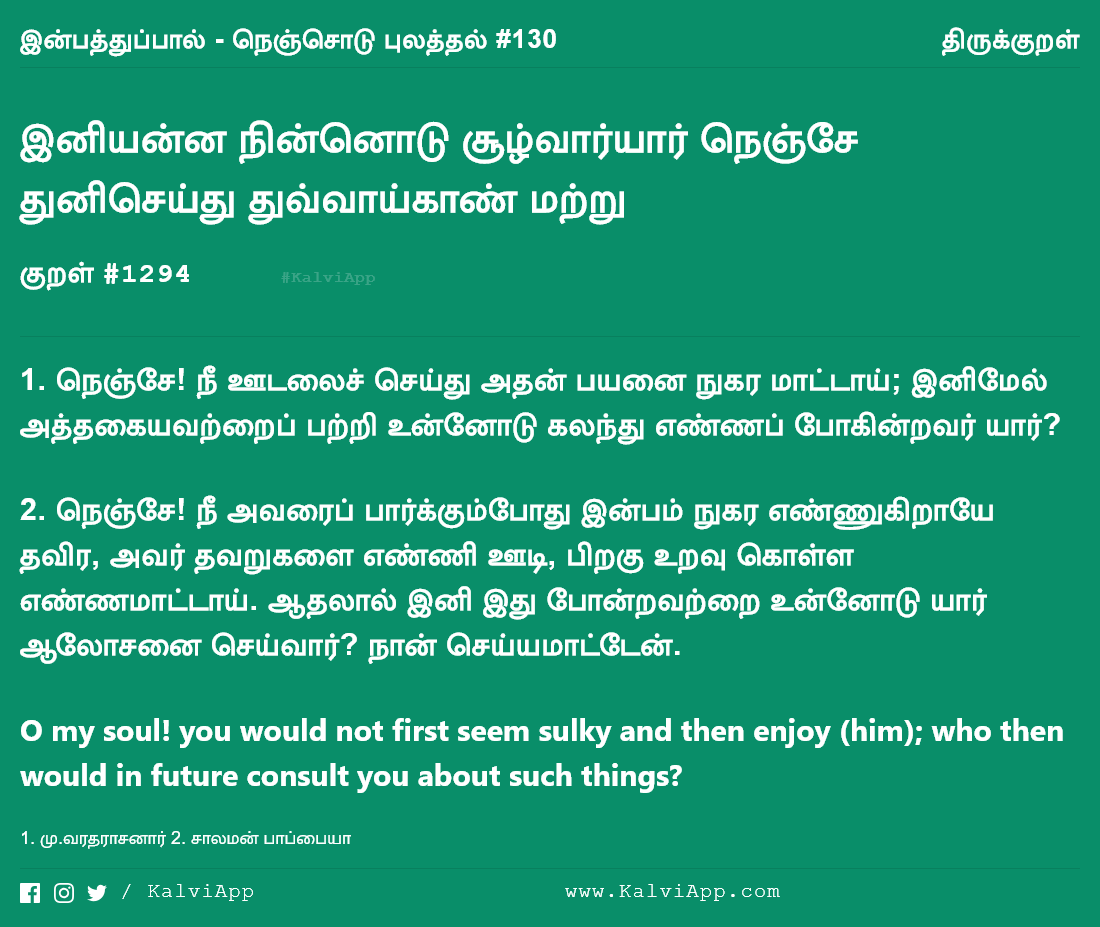 இன்பத்துப்பால் - நெஞ்சொடு புலத்தல் #130
திருக்குறள்
இனியன்ன நின்னொடு சூழ்வார்யார் நெஞ்சே
துனிசெய்து துவ்வாய்காண் மற்று
குறள் #1294
#KalviApp
1. நெஞ்சே! நீ ஊடலைச் செய்து அதன் பயனை நுகர மாட்டாய்; இனிமேல்
அத்தகையவற்றைப் பற்றி உன்னோடு கலந்து எண்ணப் போகின்றவர் யார்?
2. நெஞ்சே! நீ அவரைப் பார்க்கும்போது இன்பம் நுகர எண்ணுகிறாயே
தவிர, அவர் தவறுகளை எண்ணி ஊடி, பிறகு உறவு கொள்ள
எண்ணமாட்டாய். ஆதலால் இனி இது போன்றவற்றை உன்னோடு யார்
ஆலோசனை செய்வார்? நான் செய்யமாட்டேன்.
O my soul! you would not first seem sulky and then enjoy (him); who then
would in future consult you about such things?
1. மு.வரதராசனார் 2. சாலமன் பாப்பையா
/ KalviApp
www.KalviApp.com